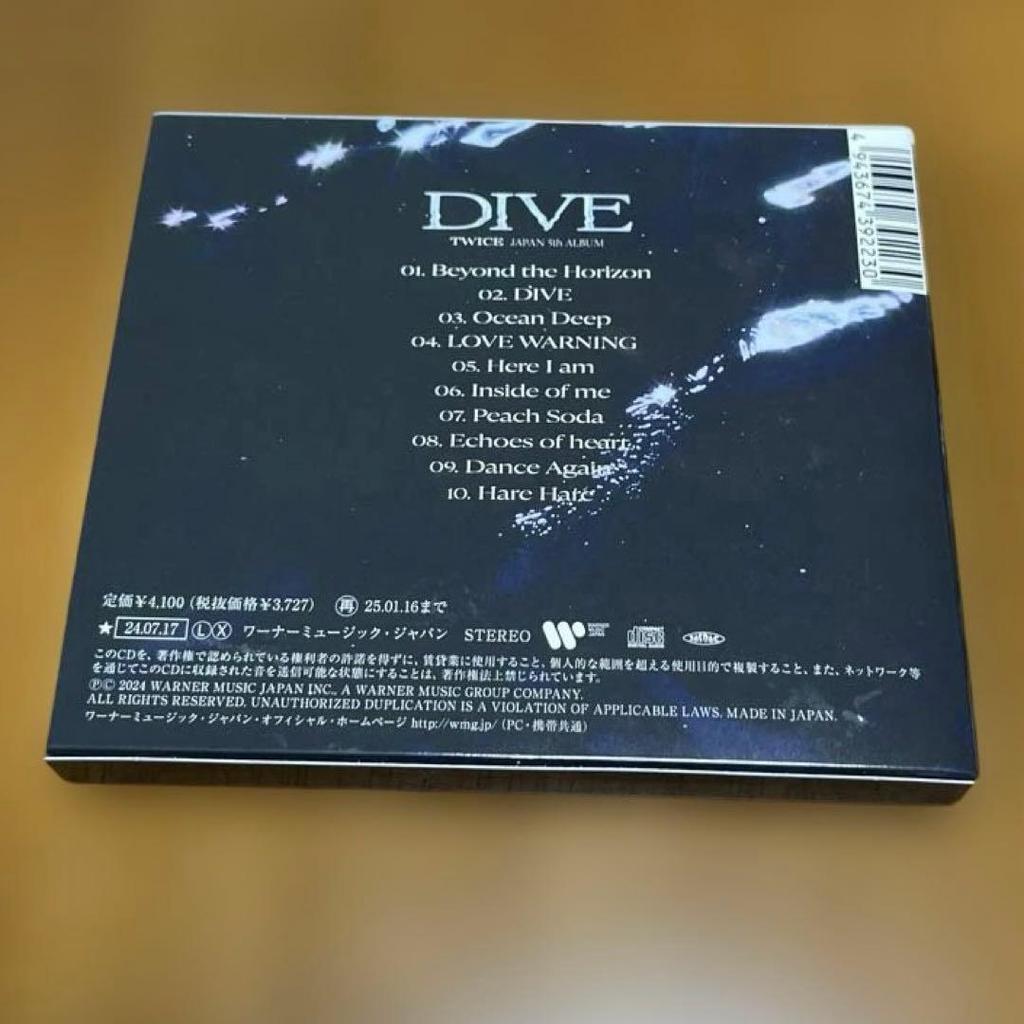 DIVE
TWICE JAPAN 5th ALBUM
01. Beyond the Horizon
02. DIVE
03. Ocean Deep
04. LOVE WARNING
05. Here I am
06. Inside of me
07. Peach Soda
08. Echoes of heart
09. Dance Again
10. Hare Hare
4 943674 392230
定価¥4,100 (税抜価格¥3,727) 再 25.01.16まで
★ 24.07.17 Ⓛ Ⓧ ワーナーミュージック・ジャパン STEREO WARNER MUSIC JAPAN COMPACT disc DIGITAL AUDIO
このCDを、著作権で認められている権利者の許諾を得ずに、賃貸業に使用すること、個人的な範囲を超える使用目的で複製すること、また、ネットワーク等
を通じてこのCDに収録された音を送信可能な状態にすることは、著作権法上禁じられています。
ⓅⒸ 2024 WARNER MUSIC JAPAN INC., A WARNER MUSIC GROUP COMPANY.
ALL RIGHTS RESERVED. UNAUTHORIZED DUPLICATION IS A VIOLATION OF APPLICABLE LAWS. MADE IN JAPAN.
ワーナーミュージック・ジャパン・オフィシャル・ホームページ http://wmg.jp/ (PC・携帯共通)